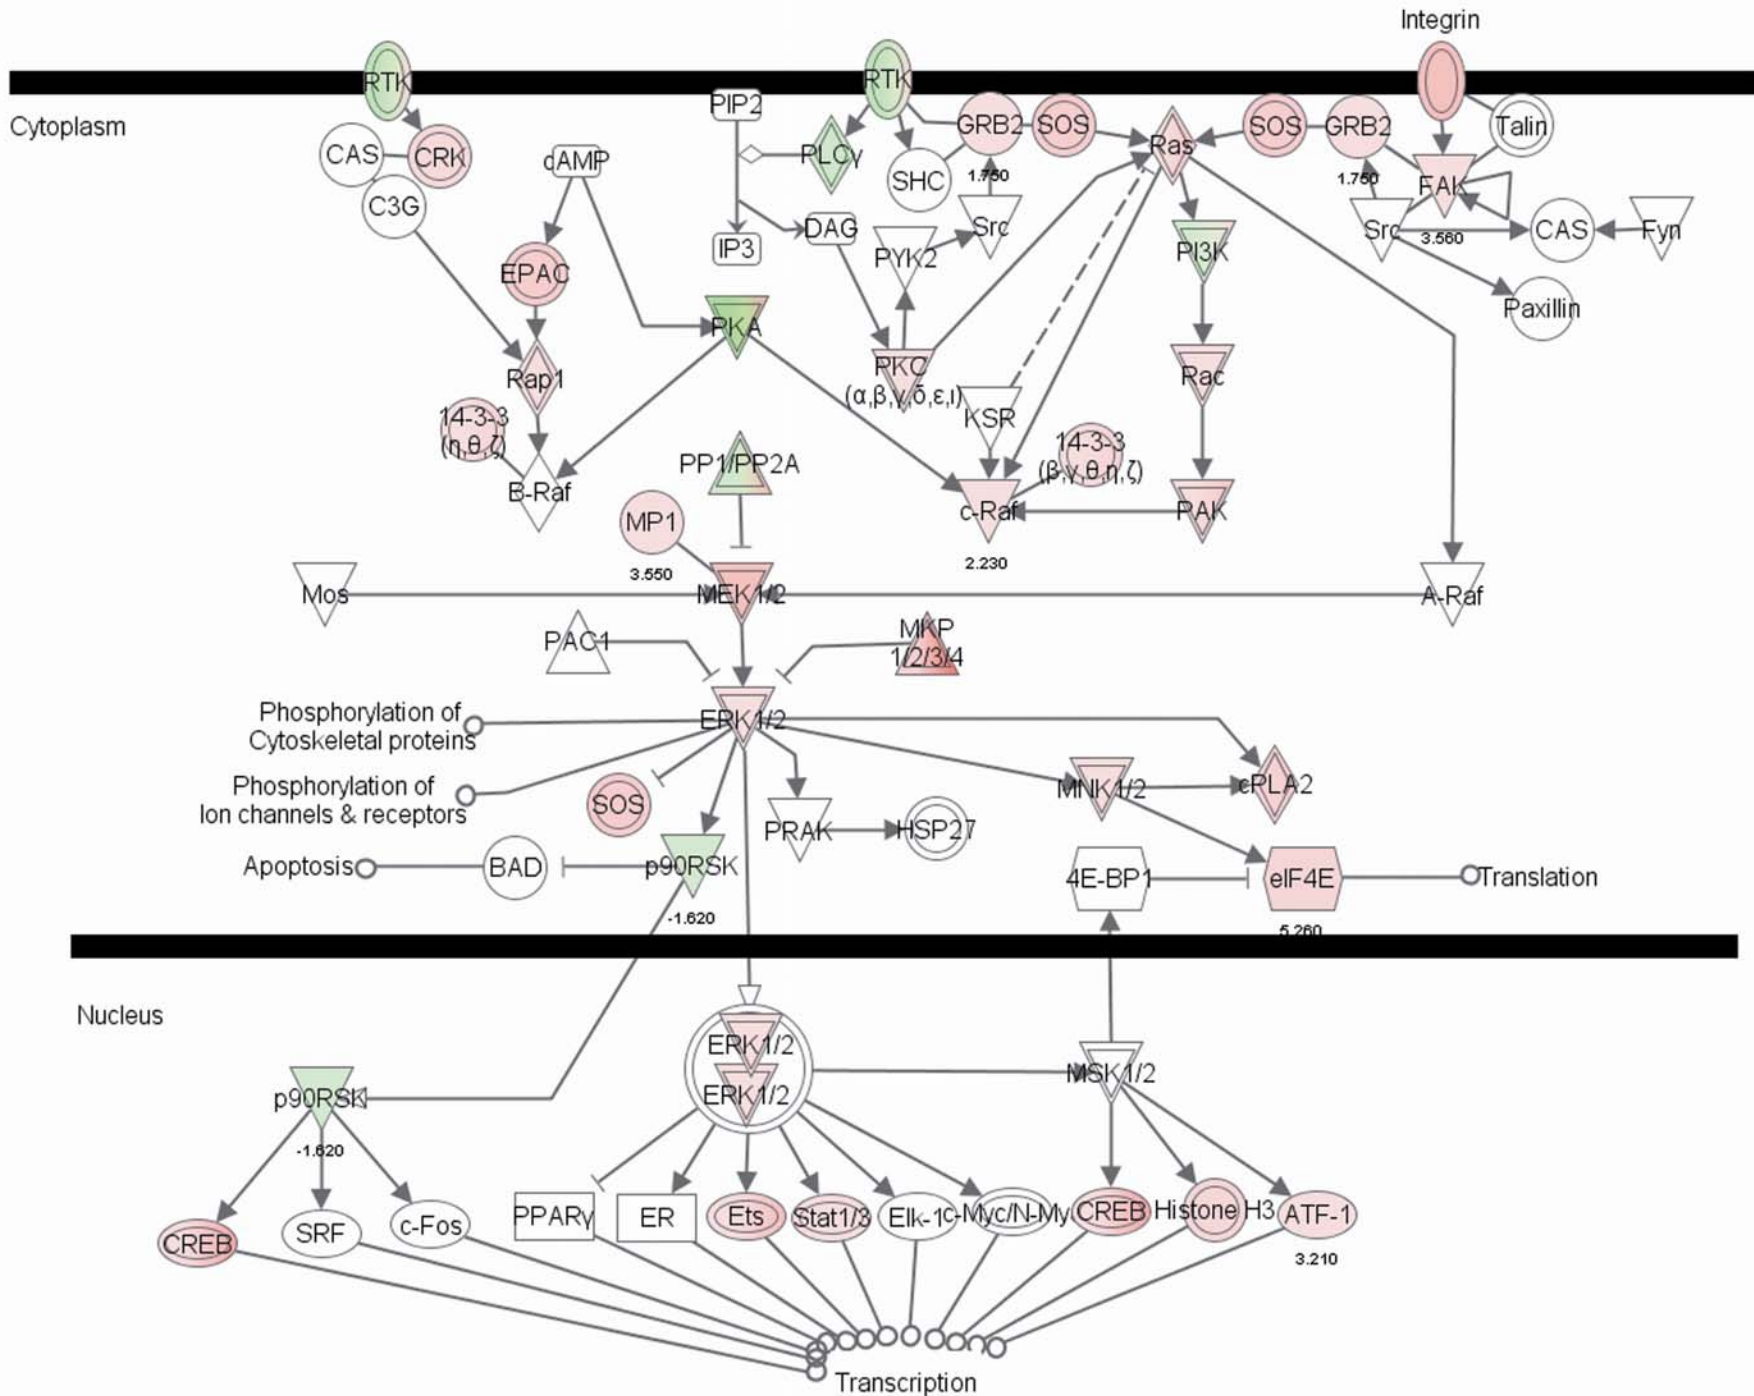 Integrin
RTK
RTK
Cytoplasm
PIP2
GRB2
SOS
Ras
SOS
GRB2
Talin
CAS
CRK
cAMP
PLCγ
SHC
1.750
1.750
FAK
C3G
DAG
Src
Src
3.560
CAS
Fyn
IP3
PYK2
PI3K
EPAC
Paxillin
PKA
PKC
(α,β,γ,δ,ε,ι)
Rap1
Rac
KSR
14-3-3
(η,θ,ζ)
14-3-3
(β,γ,θ,η,ζ)
PP1/PP2A
B-Raf
c-Raf
PAK
MP1
3.550
2.230
Mos
MEK1/2
A-Raf
PAC1
MKP
1/2/3/4
Phosphorylation of
Cytoskeletal proteins
ERK1/2
Phosphorylation of
Ion channels & receptors
SOS
MNK1/2
cPLA2
PRAK
HSP27
Apoptosis
BAD
p90RSK
4E-BP1
eIF4E
Translation
-1.620
5.260
Nucleus
ERK1/2
ERK1/2
MSK1/2
p90RSK
-1.620
PPARγ
ER
Ets
Stat1/3
Elk-1
c-Myc/N-My
CREB
Histone H3
ATF-1
CREB
SRF
c-Fos
3.210
Transcription